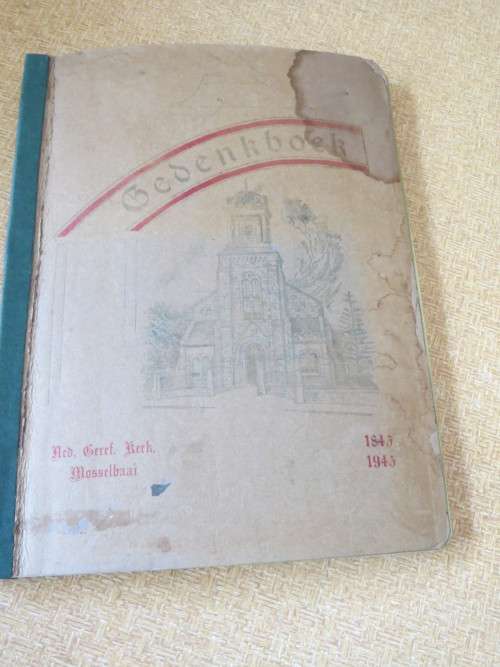 Gedenkboek
Ned. Geref. Kerk,
Mosselbaai
1845
1945